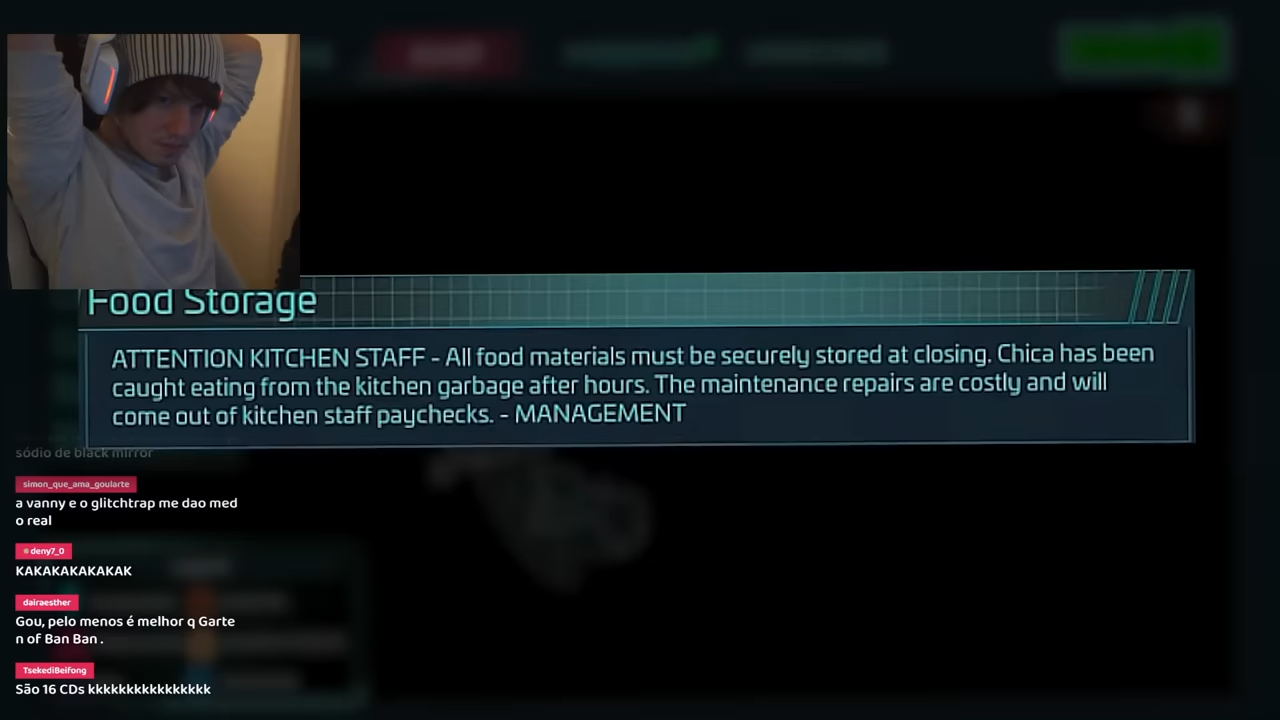 Food Storage
ATTENTION KITCHEN STAFF - All food materials must be securely stored at closing. Chica has been
caught eating from the kitchen garbage after hours. The maintenance repairs are costly and will
come out of kitchen staff paychecks. - MANAGEMENT
sódio de black mirror
simon_que_ama_goularte
a vanny e o glitchtrap me dao med
o real
deny7_0
KAKAKAKAKAKAK
dairaesther
Gou, pelo menos é melhor q Garte
n of Ban Ban .
TsekediBeifong
São 16 CDs kkkkkkkkkkkkkkkk